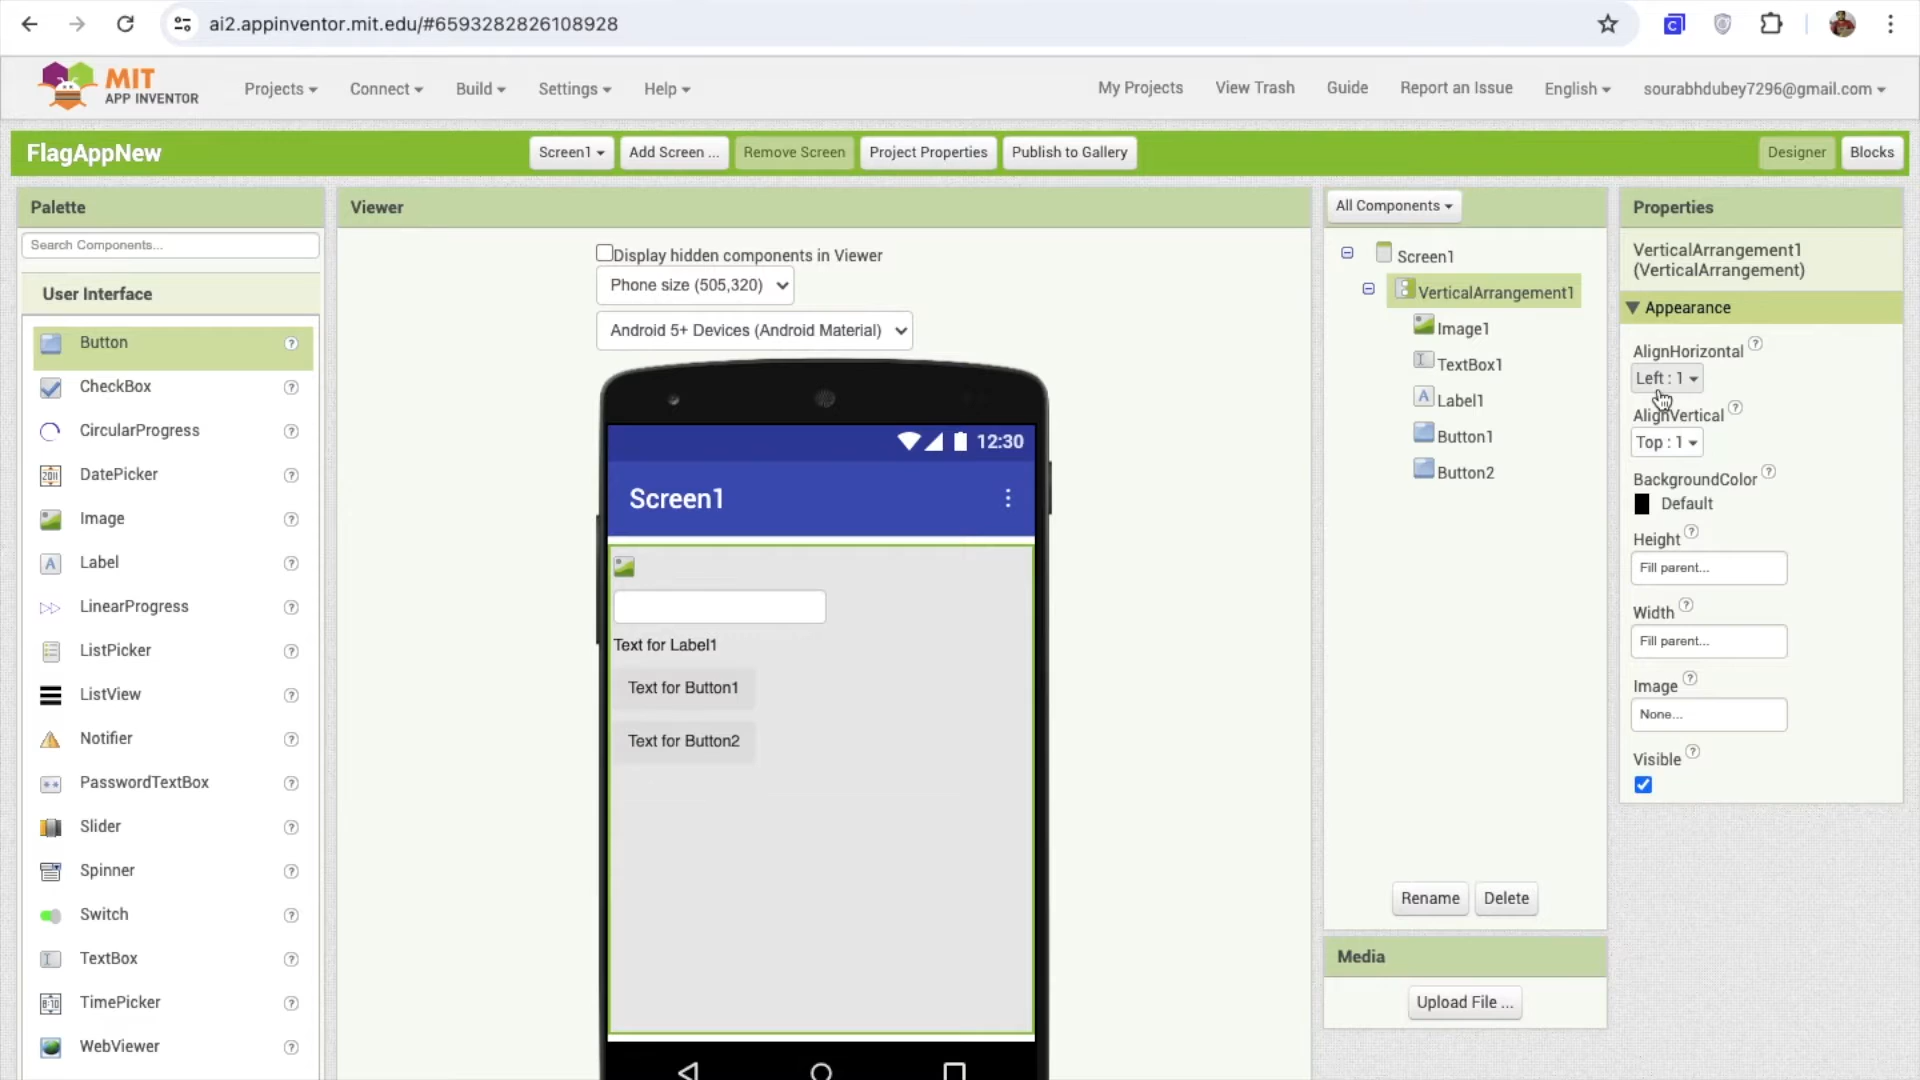 ai2.appinventor.mit.edu/#6593282826108928
MIT
APP INVENTOR
Projects
Connect
Build
Settings
Help
My Projects
View Trash
Guide
Report an Issue
English
sourabhdubey7296@gmail.com
FlagAppNew
Screen1
Add Screen ...
Remove Screen
Project Properties
Publish to Gallery
Designer
Blocks
Palette
Search Components...
User Interface
Button
CheckBox
CircularProgress
DatePicker
Image
Label
LinearProgress
ListPicker
ListView
Notifier
PasswordTextBox
Slider
Spinner
Switch
TextBox
TimePicker
WebViewer
Viewer
Display hidden components in Viewer
Phone size (505,320)
Android 5+ Devices (Android Material)
12:30
Screen1
Text for Label1
Text for Button1
Text for Button2
All Components
Screen1
VerticalArrangement1
Image1
TextBox1
Label1
Button1
Button2
Rename
Delete
Media
Upload File ...
Properties
VerticalArrangement1
(VerticalArrangement)
Appearance
AlignHorizontal
Left : 1
AlignVertical
Top : 1
BackgroundColor
Default
Height
Fill parent...
Width
Fill parent...
Image
None...
Visible